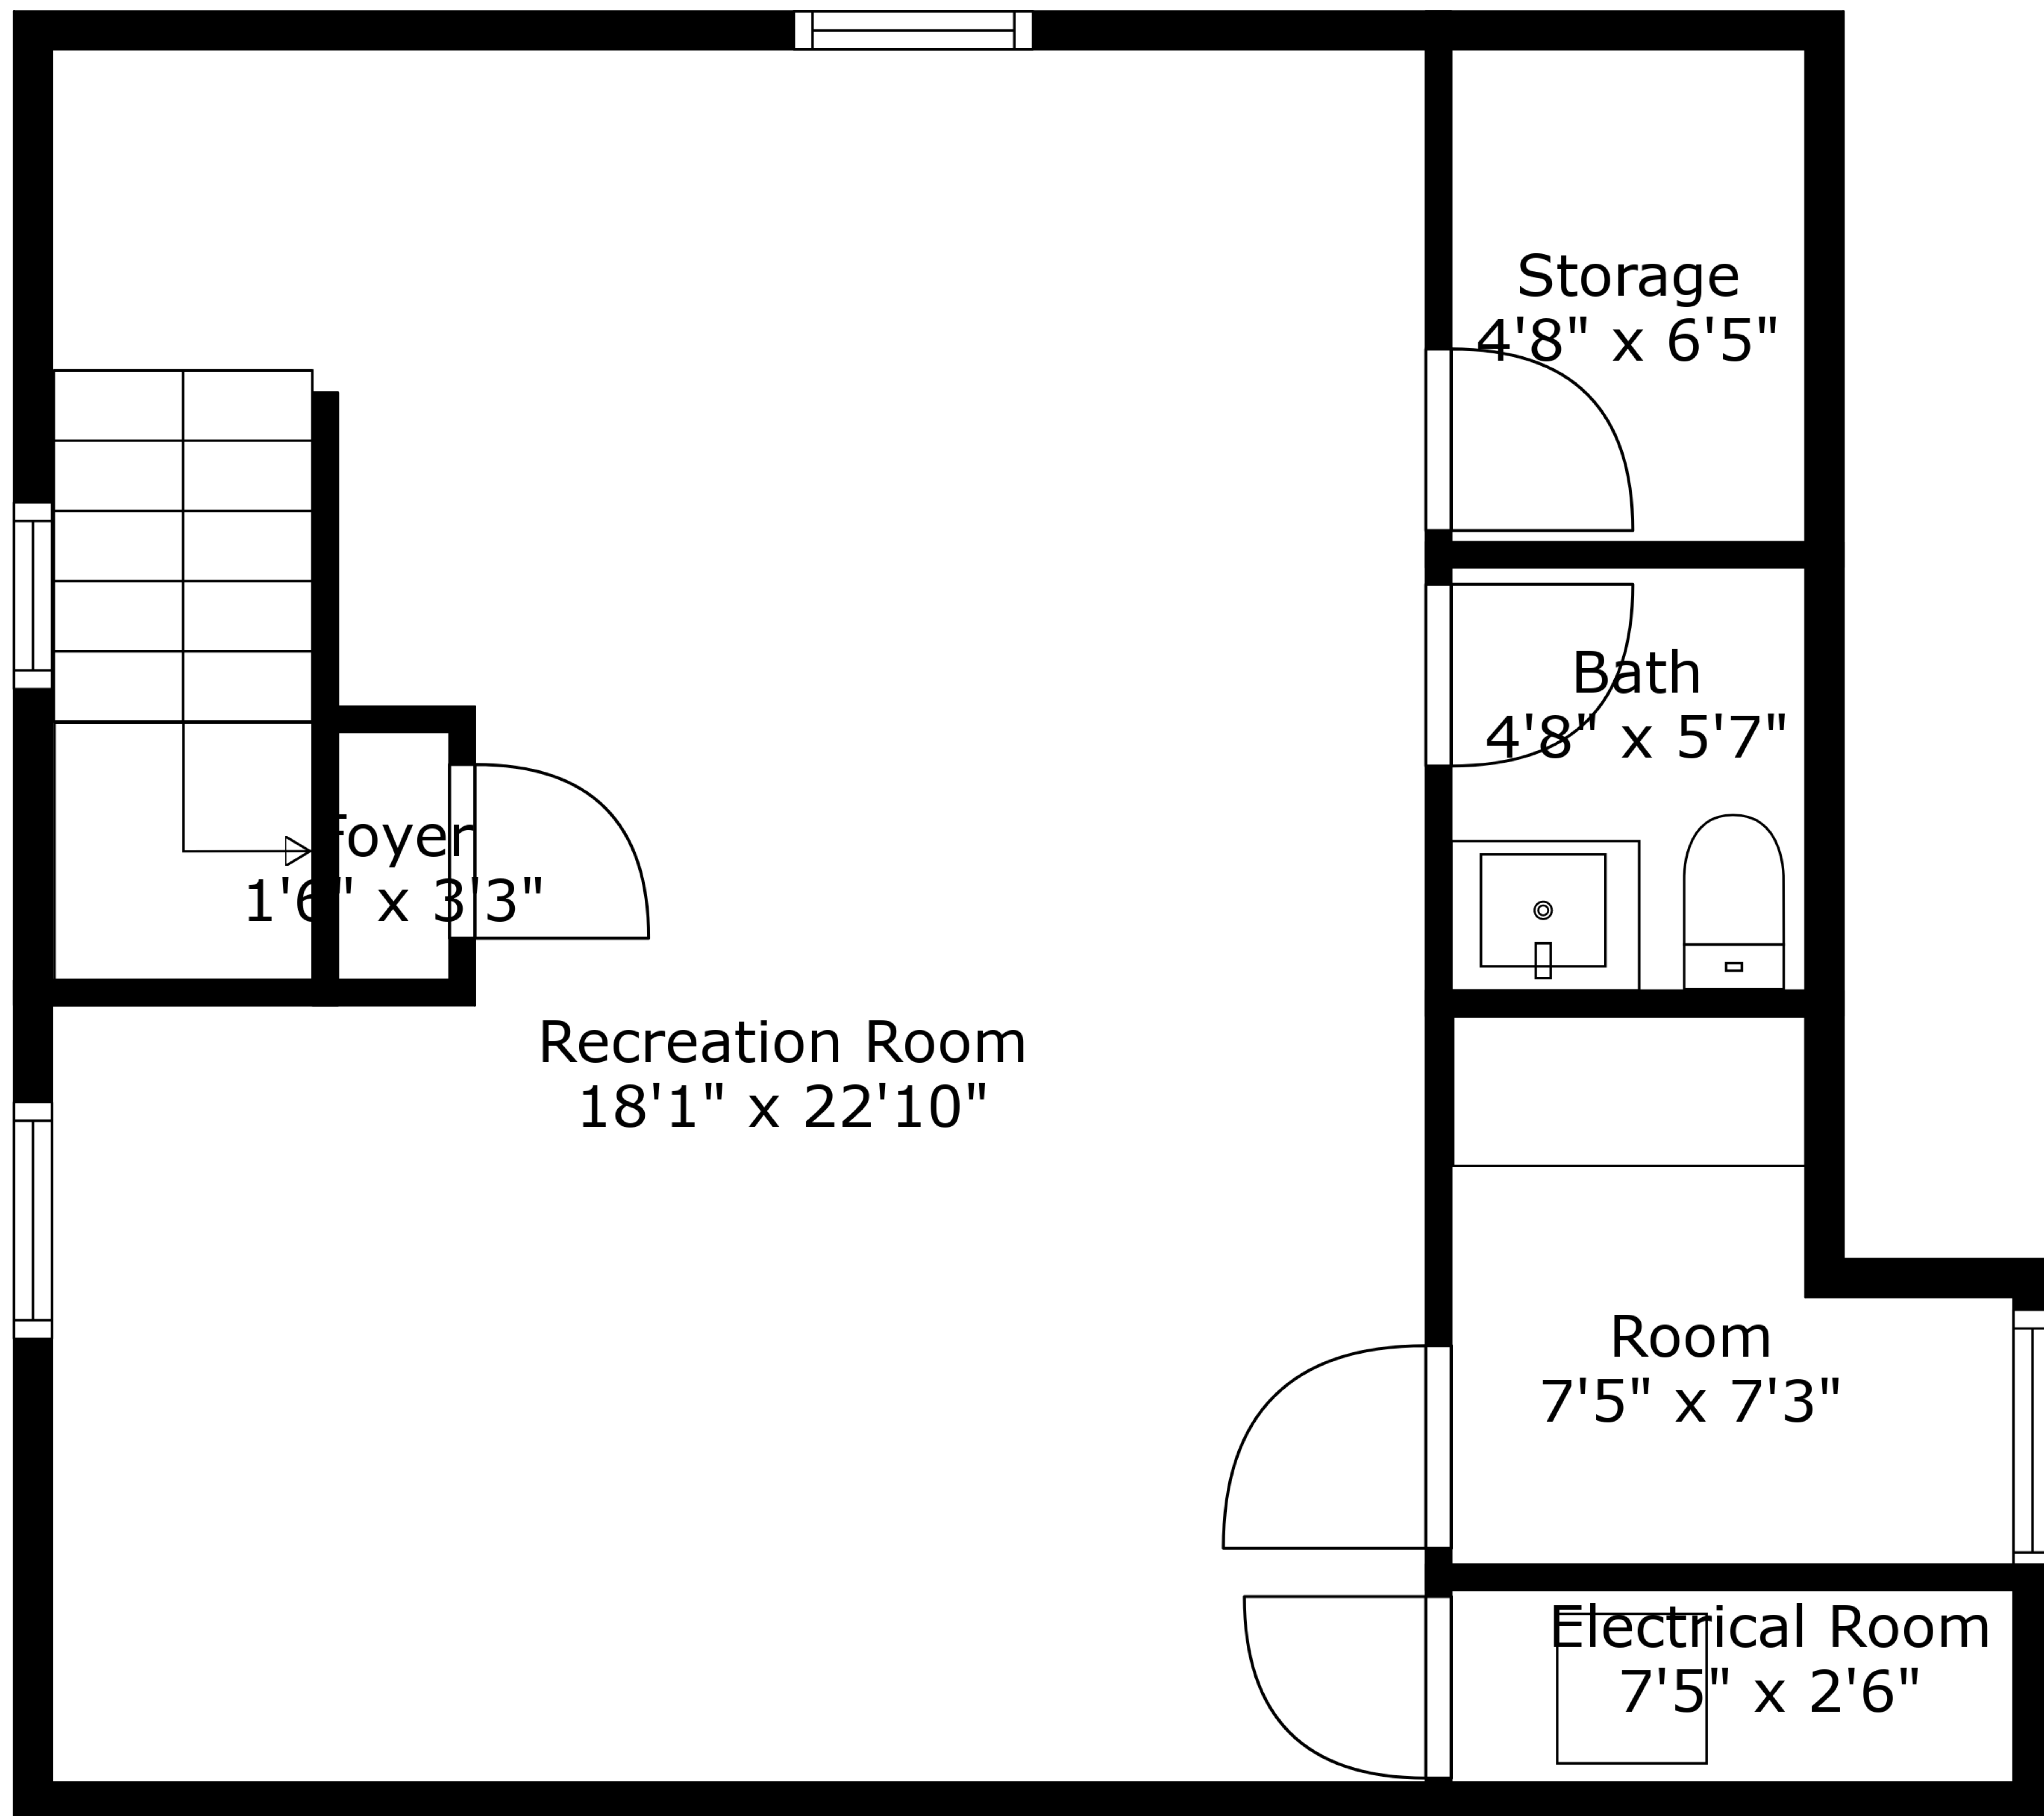 Storage
4'8" x 6'5"
Bath
4'8" x 5'7"
Foyer
1'6" x 3'3"
Recreation Room
18'1" x 22'10"
Room
7'5" x 7'3"
Electrical Room
7'5" x 2'6"